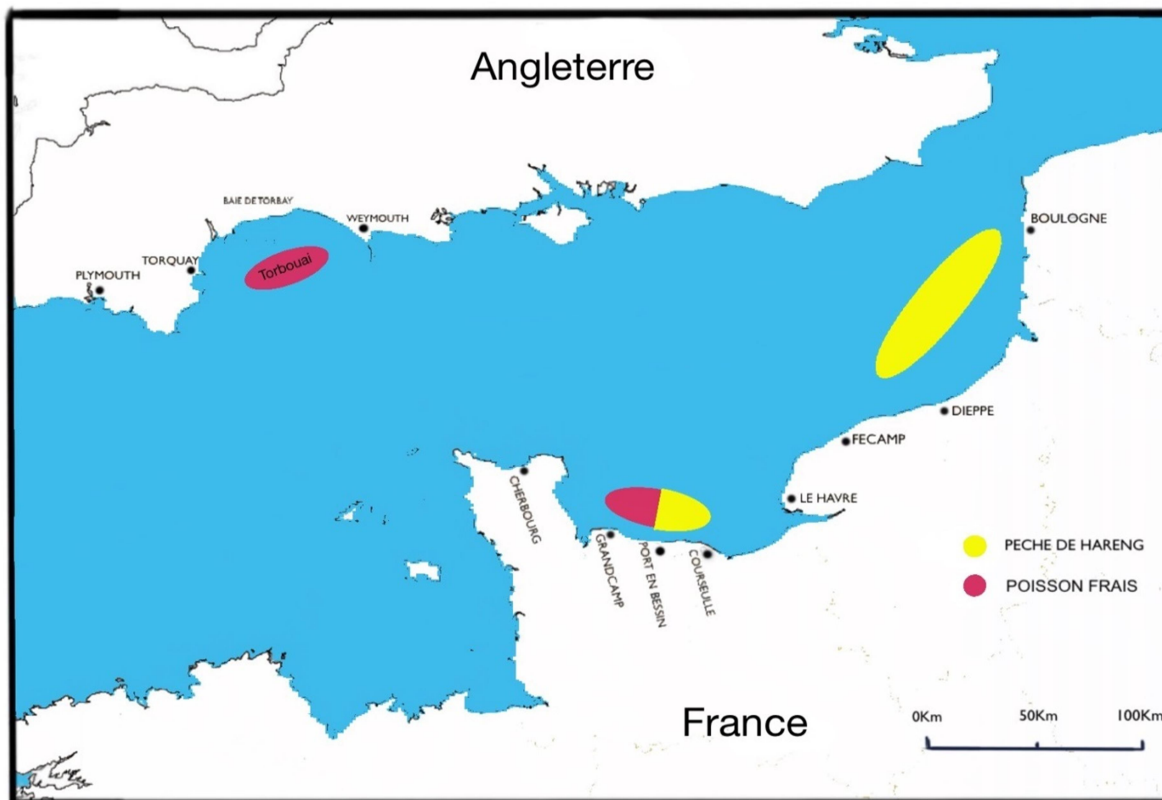 Angleterre
BAIE DE TORBAY
WEYMOUTH
BOULOGNE
TORQUAY
Torbouai
PLYMOUTH
DIEPPE
FECAMP
CHERBOURG
LE HAVRE
GRANDCAMP
PORT EN BESSIN
COURSEULLE
PECHE DE HARENG
POISSON FRAIS
France
0Km 50Km 100Km